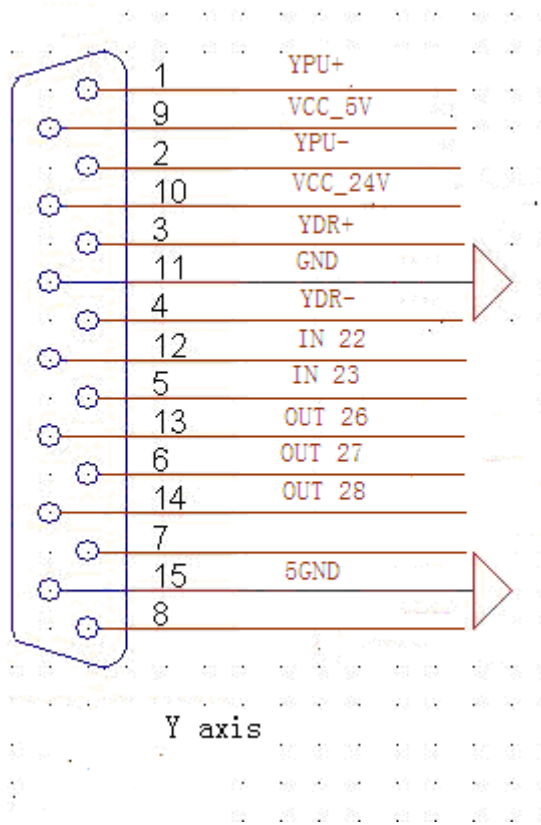 1 YPU+
9 VCC_5V
2 YPU-
10 VCC_24V
3 YDR+
11 GND
4 YDR-
12 IN 22
5 IN 23
13 OUT 26
6 OUT 27
14 OUT 28
7
15 5GND
8
Y axis